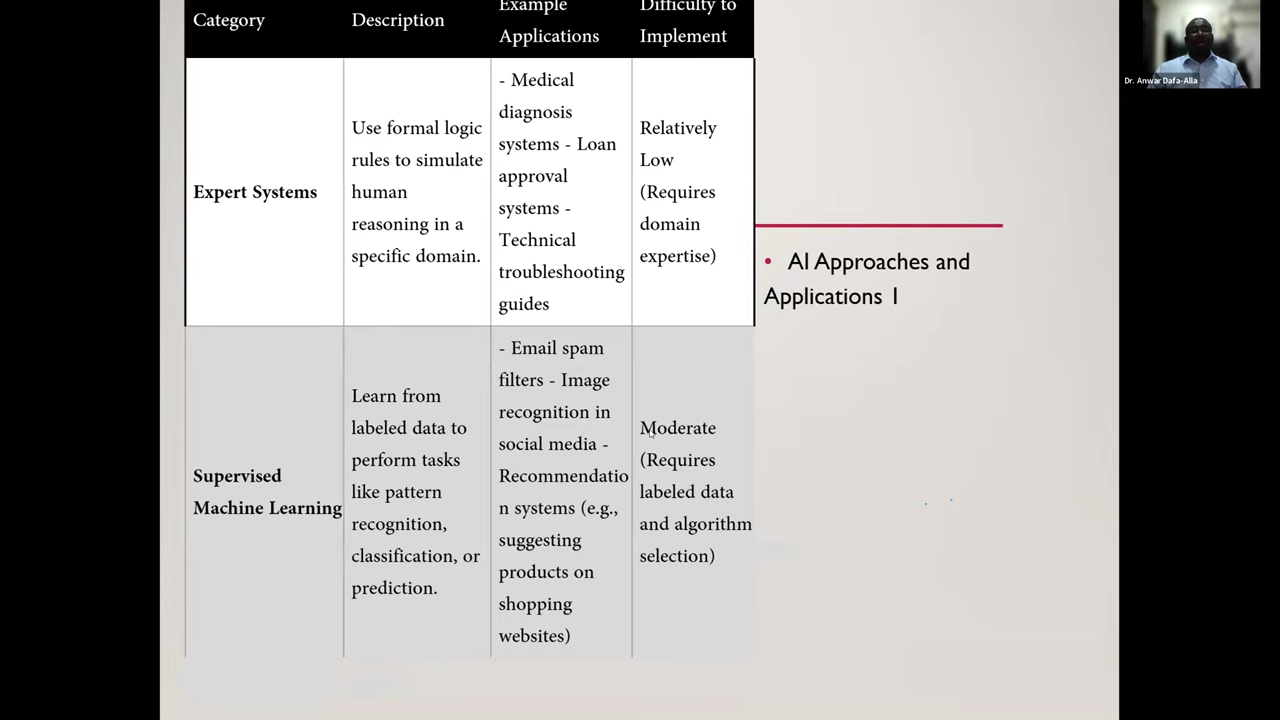 Category
Description
Example
Applications
Difficulty to
Implement
Expert Systems
Use formal logic
rules to simulate
human
reasoning in a
specific domain.
- Medical
diagnosis
systems - Loan
approval
systems -
Technical
troubleshooting
guides
Relatively
Low
(Requires
domain
expertise)
Supervised
Machine Learning
Learn from
labeled data to
perform tasks
like pattern
recognition,
classification, or
prediction.
- Email spam
filters - Image
recognition in
social media -
Recommendatio
n systems (e.g.,
suggesting
products on
shopping
websites)
Moderate
(Requires
labeled data
and algorithm
selection)
• AI Approaches and
Applications 1
Dr. Anwar Dafa-Alla